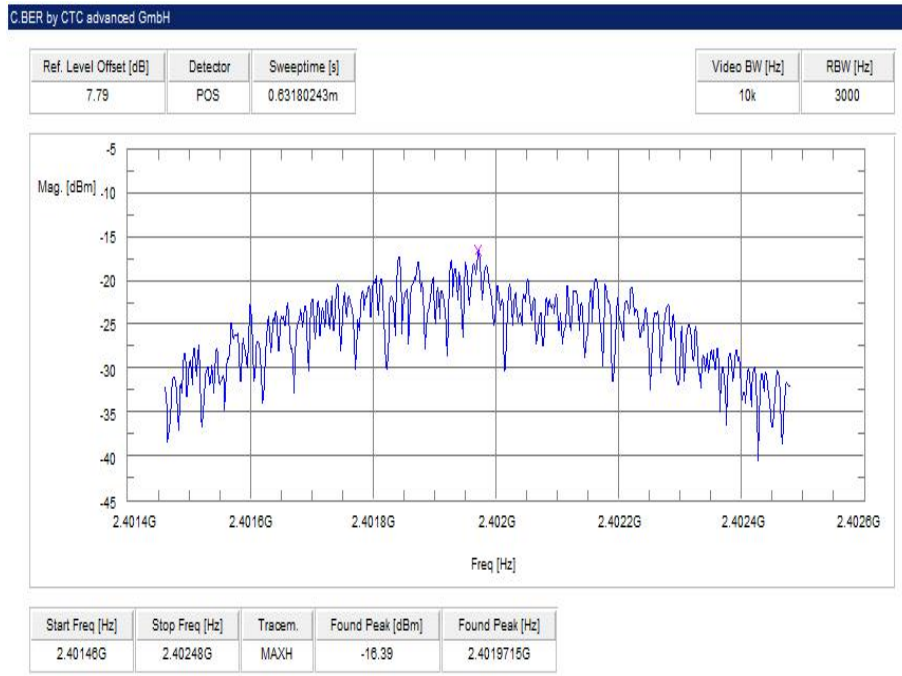 C.BER by CTC advanced GmbH
Ref. Level Offset [dB] Detector Sweeptime [s] Video BW [Hz] RBW [Hz]
7.79 POS 0.63180243m 10k 3000
-5
Mag. [dBm] -10
-15
-20
-25
-30
-35
-40
-45
2.4014G 2.4016G 2.4018G 2.402G 2.4022G 2.4024G 2.4026G
Freq [Hz]
Start Freq [Hz] Stop Freq [Hz] Tracem. Found Peak [dBm] Found Peak [Hz]
2.40146G 2.40248G MAXH -16.39 2.4019715G